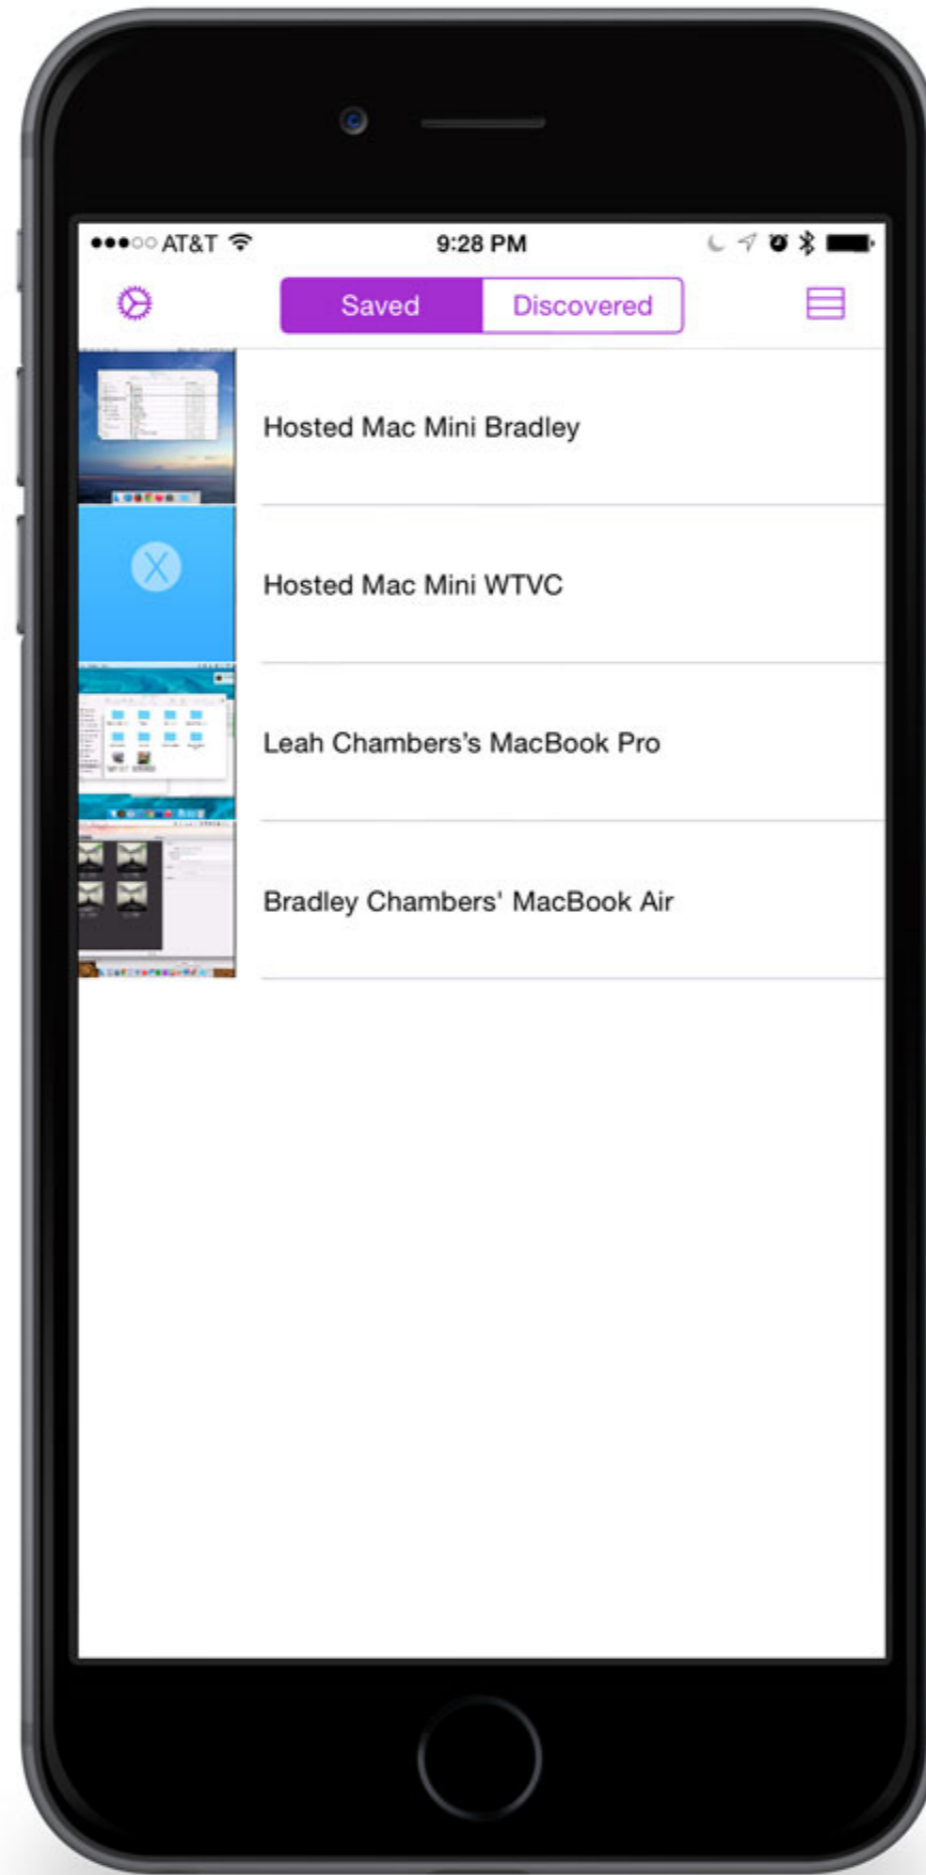 AT&T 9:28 PM
Saved Discovered
Hosted Mac Mini Bradley
Hosted Mac Mini WTVC
Leah Chambers’s MacBook Pro
Bradley Chambers' MacBook Air